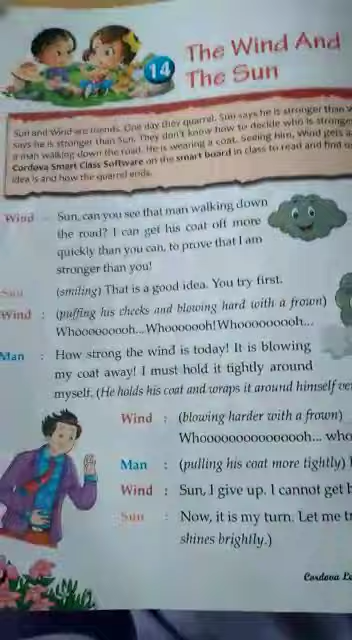 14
The Wind And
The Sun
Sun and Wind are friends. One day they quarrel. Sun says he is stronger than
says he is stronger than Sun. They don't know how to decide who is stronger
a man walking down the road. He is wearing a coat. Seeing him, Wind gets a
Cordova Smart Class Software on the smart board in class to read and find
idea is and how the quarrel ends.
Wind : Sun, can you see that man walking down
the road? I can get his coat off more
quickly than you can, to prove that I am
stronger than you!
Sun : (smiling) That is a good idea. You try first.
Wind : (puffing his cheeks and blowing hard with a frown)
Whooooooooh...Whooooooh!Whooooooooooh...
Man : How strong the wind is today! It is blowing
my coat away! I must hold it tightly around
myself. (He holds his coat and wraps it around himself
Wind : (blowing harder with a frown)
Whoooooooooooooooh...
Man : (pulling his coat more tightly)
Wind : Sun, I give up. I cannot get
Sun : Now, it is my turn. Let me
shines brightly.)
Cordova